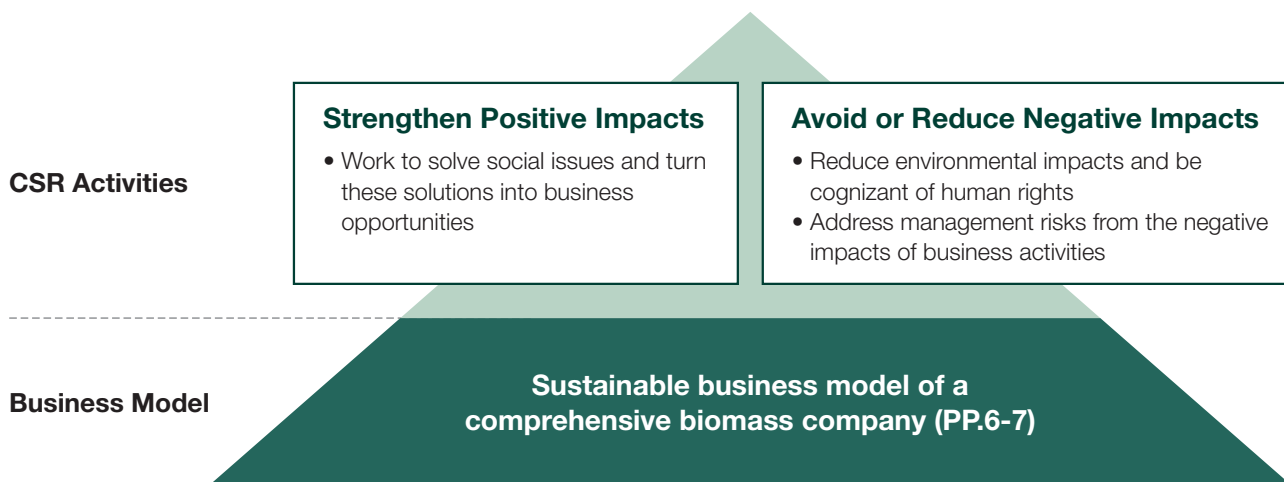 CSR Activities
Strengthen Positive Impacts
• Work to solve social issues and turn
these solutions into business
opportunities
Avoid or Reduce Negative Impacts
• Reduce environmental impacts and be
cognizant of human rights
• Address management risks from the negative
impacts of business activities
Business Model
Sustainable business model of a
comprehensive biomass company (PP.6-7)